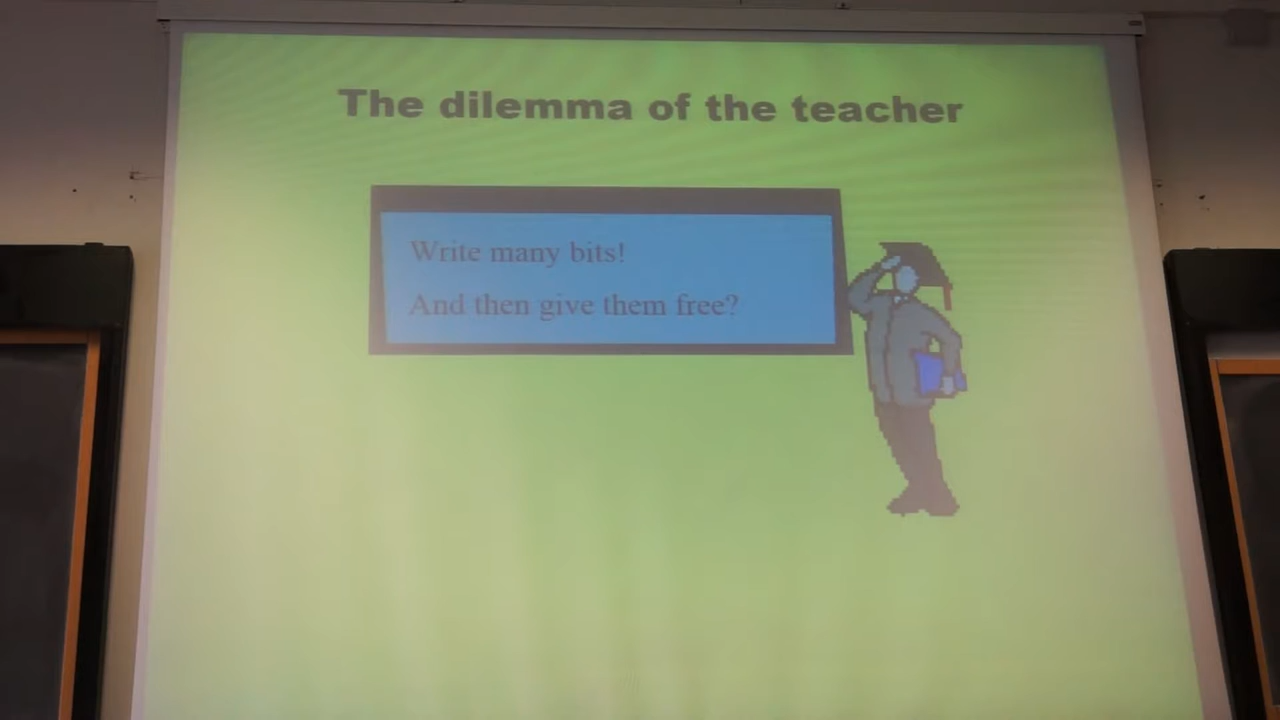 The dilemma of the teacher
Write many bits!
And then give them free?